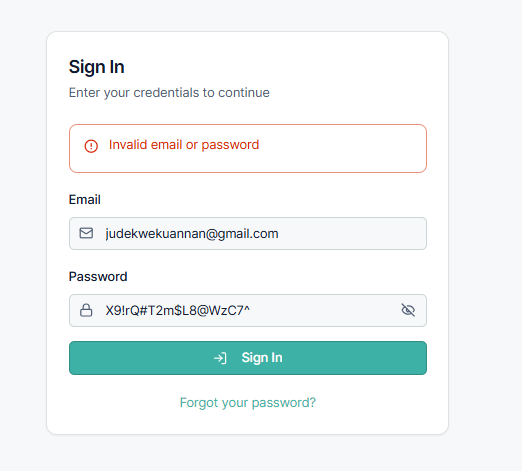 Sign In
Enter your credentials to continue
Invalid email or password
Email
judekwekuannan@gmail.com
Password
X9!rQ#T2m$L8@WzC7^
Sign In
Forgot your password?